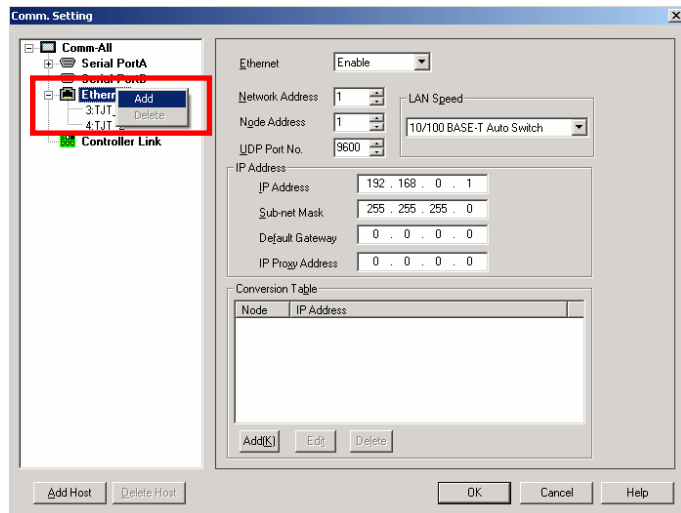 Comm. Setting
Comm-All
Serial PortA
Serial PortB
Ethern
Add
Delete
3:TJT_
4:TJT_2
Controller Link
Ethernet Enable
Network Address 1
Node Address 1
UDP Port No. 9600
LAN Speed
10/100 BASE-T Auto Switch
IP Address
IP Address 192 . 168 . 0 . 1
Sub-net Mask 255 . 255 . 255 . 0
Default Gateway 0 . 0 . 0 . 0
IP Proxy Address 0 . 0 . 0 . 0
Conversion Table
Node IP Address
Add(K) Edit Delete
Add Host Delete Host OK Cancel Help